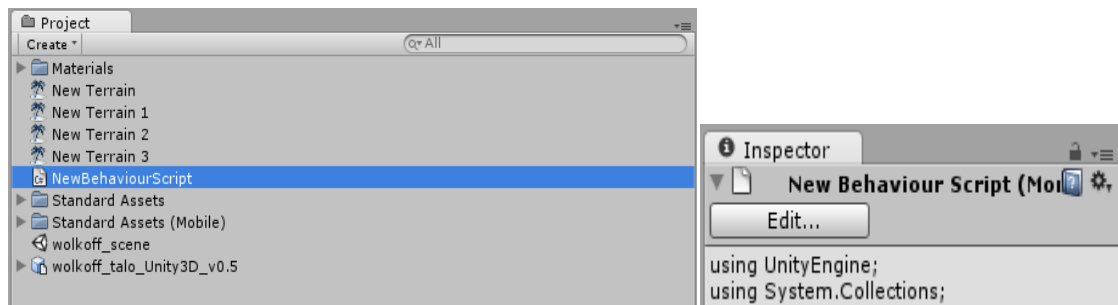 Project
Create
All
Materials
New Terrain
New Terrain 1
New Terrain 2
New Terrain 3
NewBehaviourScript
Standard Assets
Standard Assets (Mobile)
wolkoff_scene
wolkoff_talo_Unity3D_v0.5
Inspector
New Behaviour Script (Mo
Edit...
using UnityEngine;
using System.Collections;